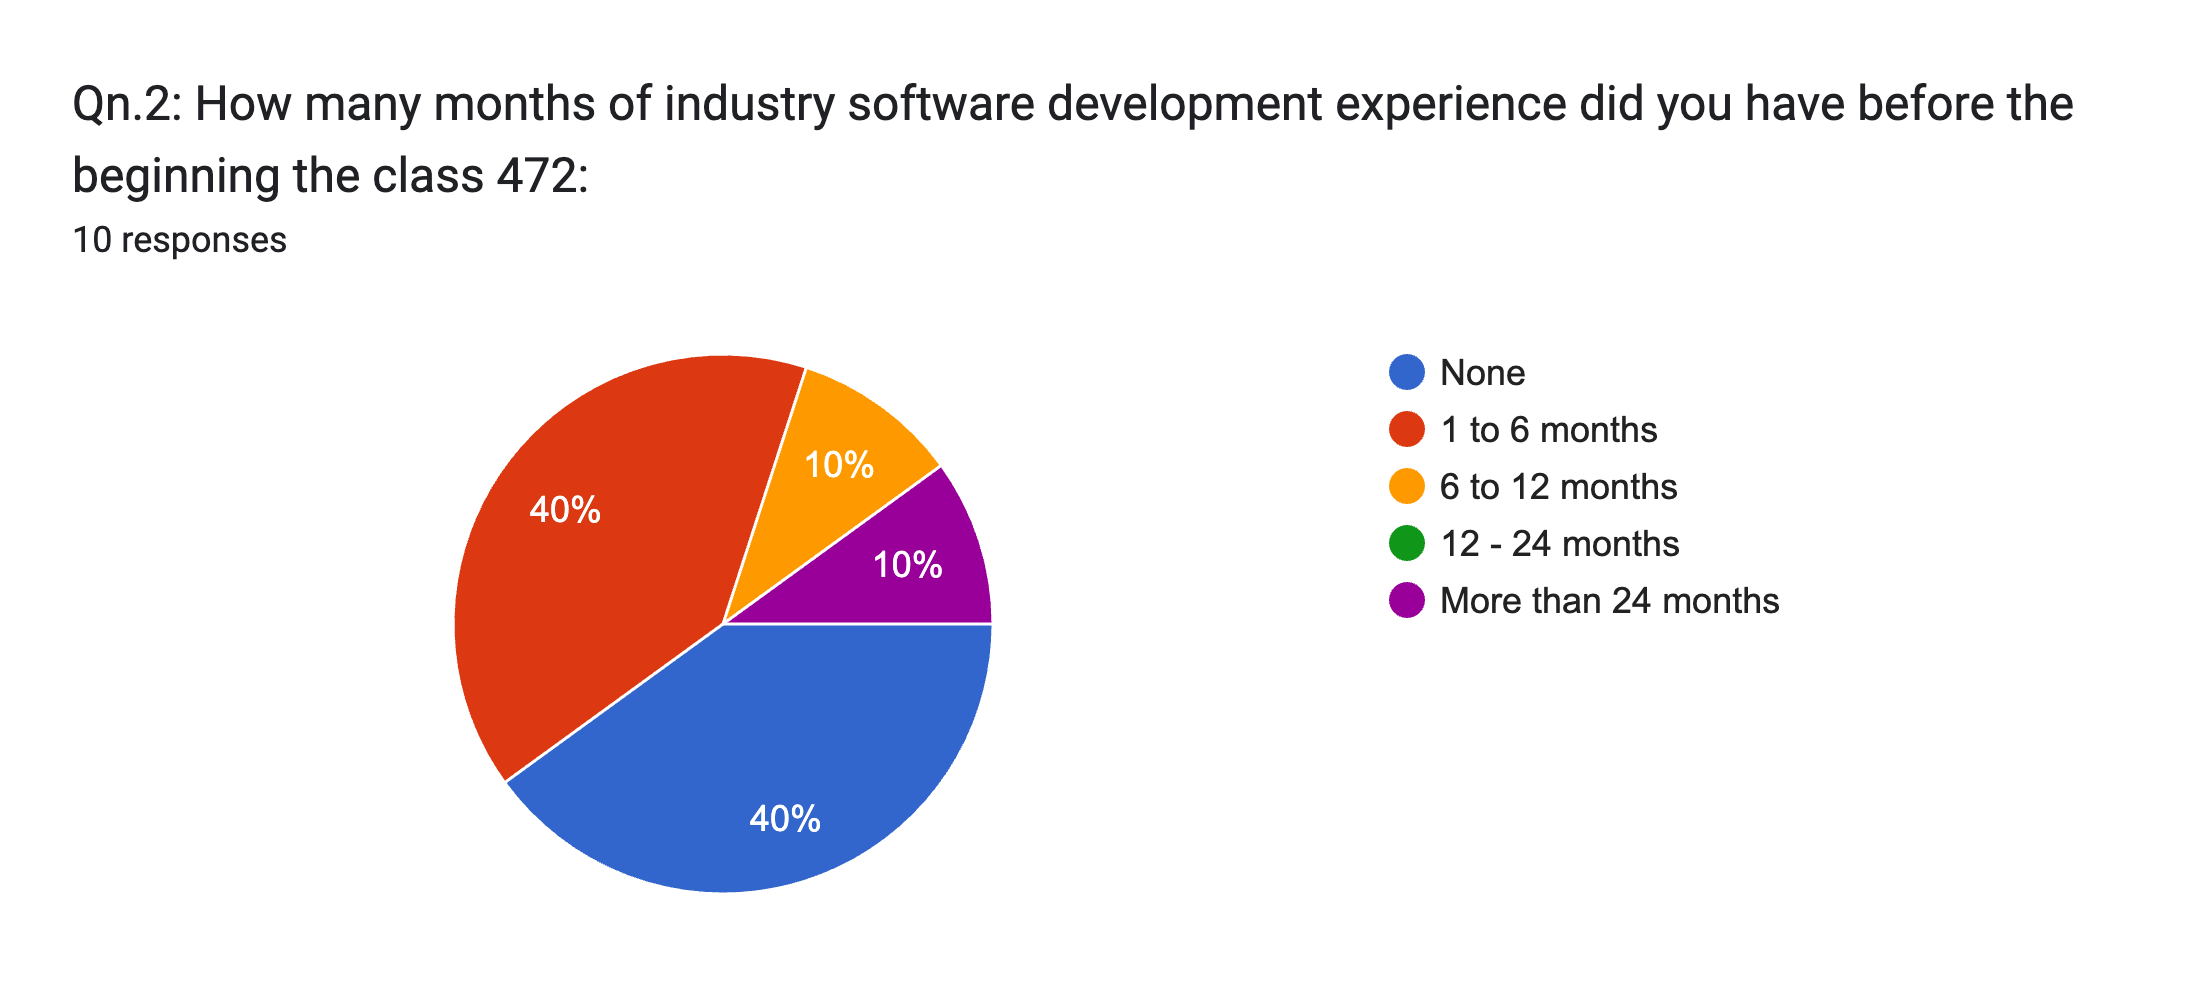 Qn.2: How many months of industry software development experience did you have before the
beginning the class 472:
10 responses
40%
10%
10%
40%
None
1 to 6 months
6 to 12 months
12 - 24 months
More than 24 months